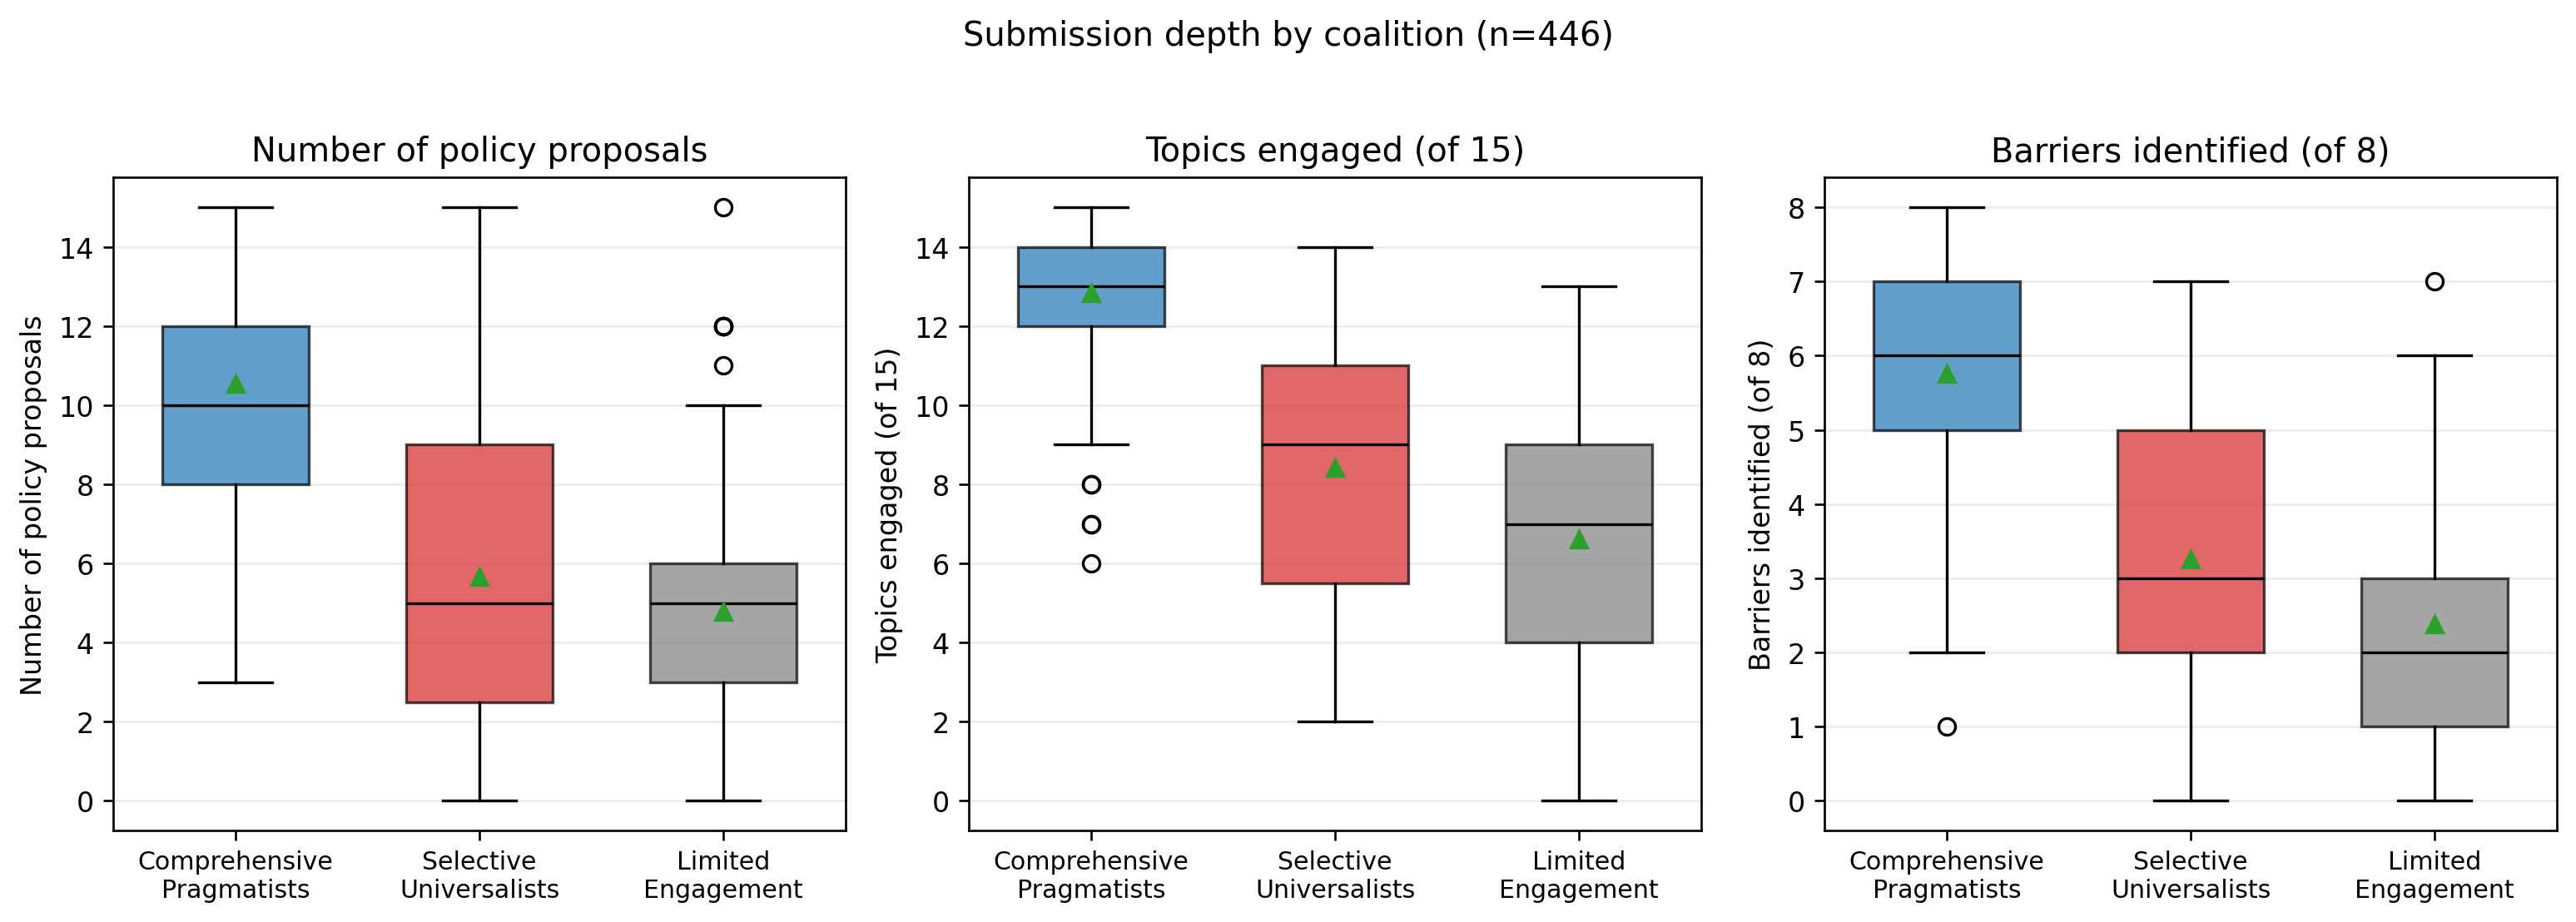 Submission depth by coalition (n=446)
Number of policy proposals
Number of policy proposals
14
12
10
8
6
4
2
0
Comprehensive
Pragmatists
Selective
Universalists
Limited
Engagement
Topics engaged (of 15)
Topics engaged (of 15)
14
12
10
8
6
4
2
0
Comprehensive
Pragmatists
Selective
Universalists
Limited
Engagement
Barriers identified (of 8)
Barriers identified (of 8)
8
7
6
5
4
3
2
1
0
Comprehensive
Pragmatists
Selective
Universalists
Limited
Engagement